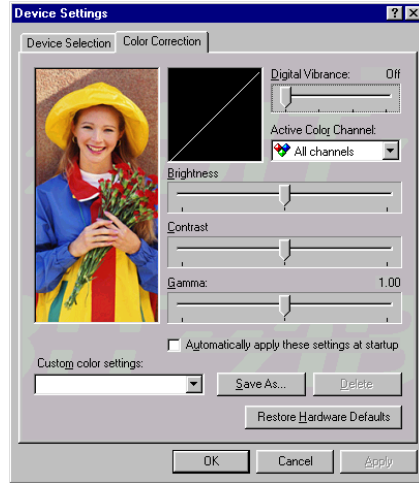 Device Settings
Device Selection Color Correction
Digital Vibrance: Off
Active Color Channel:
All channels
Brightness
Contrast
Gamma: 1.00
Automatically apply these settings at startup
Custom color settings:
Save As... Delete
Restore Hardware Defaults
OK Cancel Apply